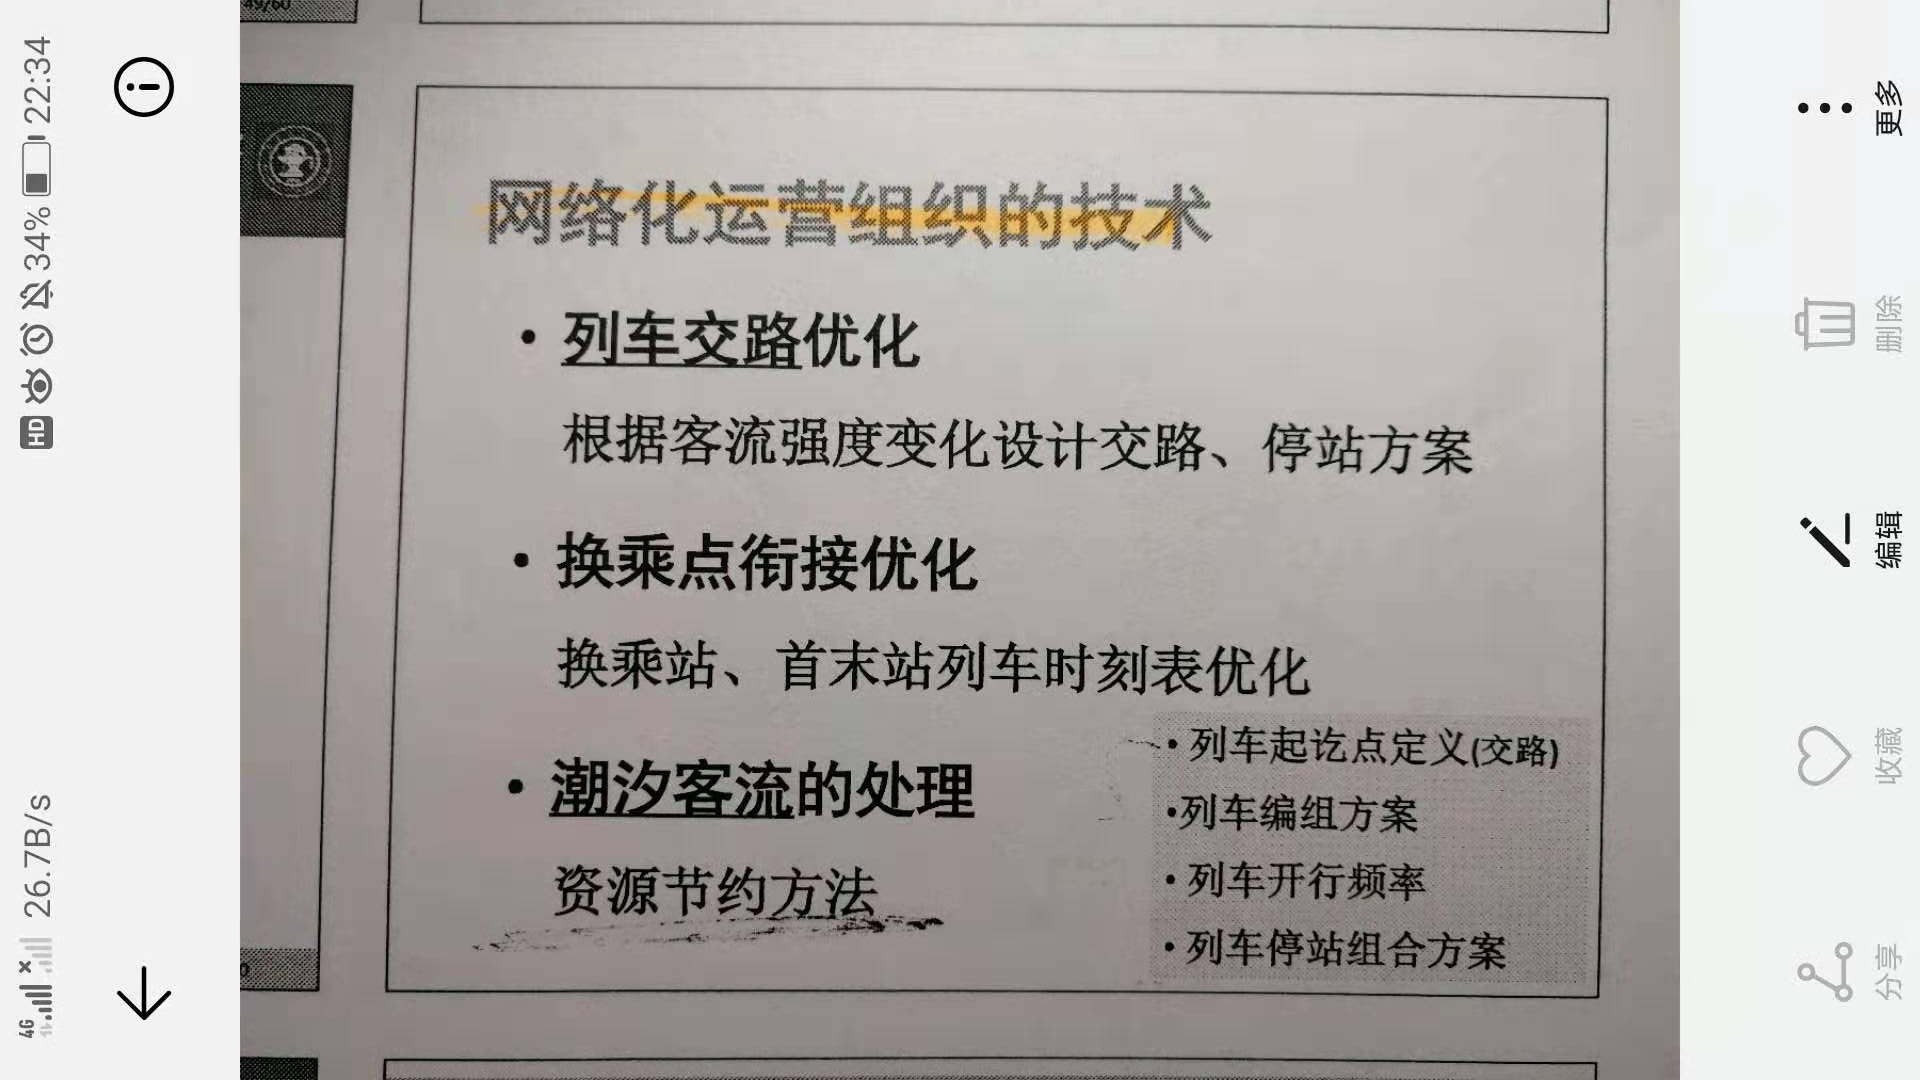 22:34
34%
HD
26.7B/s
4G
49/60
网络化运营组织的技术
• 列车交路优化
根据客流强度变化设计交路、停站方案
• 换乘点衔接优化
换乘站、首末站列车时刻表优化
• 潮汐客流的处理
资源节约方法
• 列车起讫点定义(交路)
•列车编组方案
• 列车开行频率
• 列车停站组合方案
更多
删除
编辑
收藏
分享